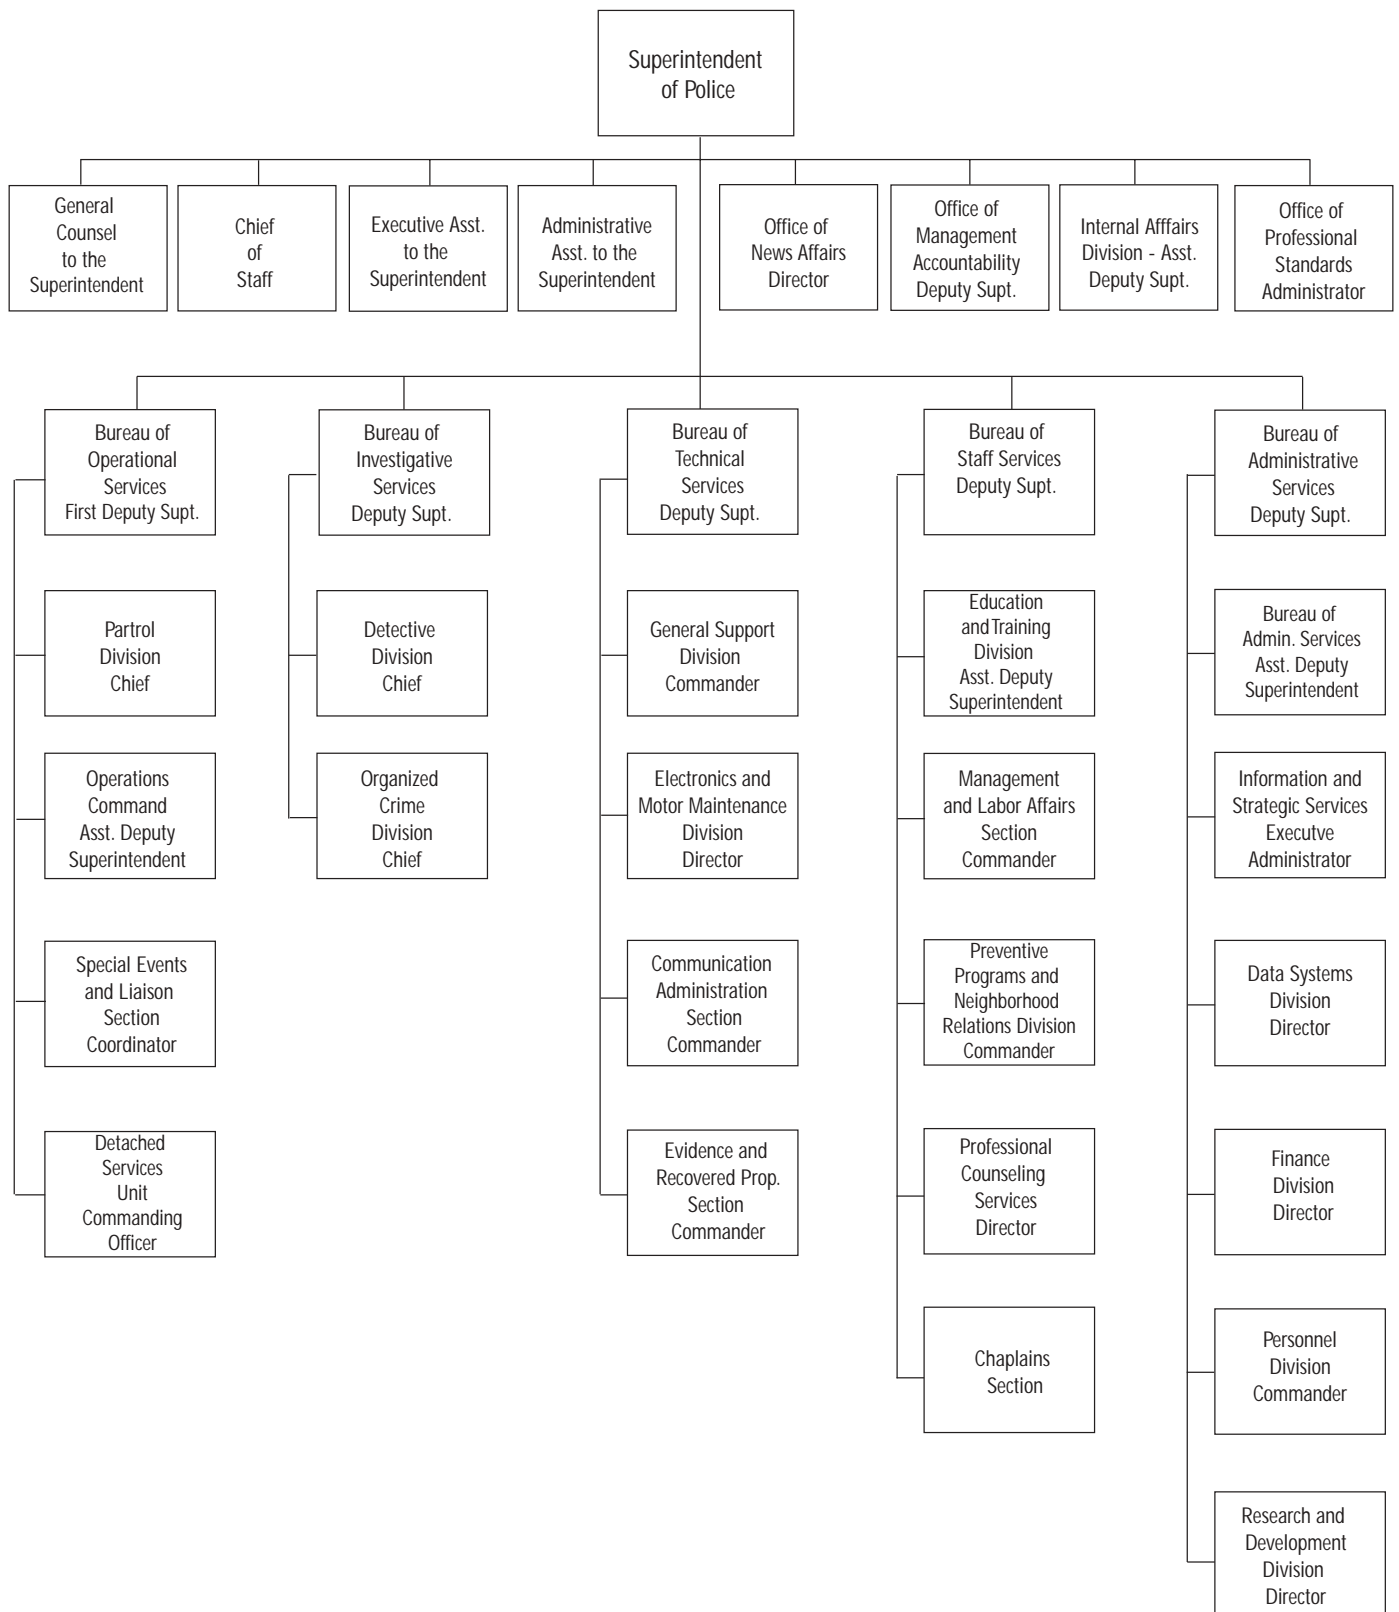 Superintendent
of Police
General
Counsel
to the
Superintendent
Chief
of
Staff
Executive Asst.
to the
Superintendent
Administrative
Asst. to the
Superintendent
Office of
News Affairs
Director
Office of
Management
Accountability
Deputy Supt.
Internal Afffairs
Division - Asst.
Deputy Supt.
Office of
Professional
Standards
Administrator
Bureau of
Operational
Services
First Deputy Supt.
Partrol
Division
Chief
Operations
Command
Asst. Deputy
Superintendent
Special Events
and Liaison
Section
Coordinator
Detached
Services
Unit
Commanding
Officer
Bureau of
Investigative
Services
Deputy Supt.
Detective
Division
Chief
Organized
Crime
Division
Chief
Bureau of
Technical
Services
Deputy Supt.
General Support
Division
Commander
Electronics and
Motor Maintenance
Division
Director
Communication
Administration
Section
Commander
Evidence and
Recovered Prop.
Section
Commander
Bureau of
Staff Services
Deputy Supt.
Education
and Training
Division
Asst. Deputy
Superintendent
Management
and Labor Affairs
Section
Commander
Preventive
Programs and
Neighborhood
Relations Division
Commander
Professional
Counseling
Services
Director
Chaplains
Section
Bureau of
Administrative
Services
Deputy Supt.
Bureau of
Admin. Services
Asst. Deputy
Superintendent
Information and
Strategic Services
Executve
Administrator
Data Systems
Division
Director
Finance
Division
Director
Personnel
Division
Commander
Research and
Development
Division
Director